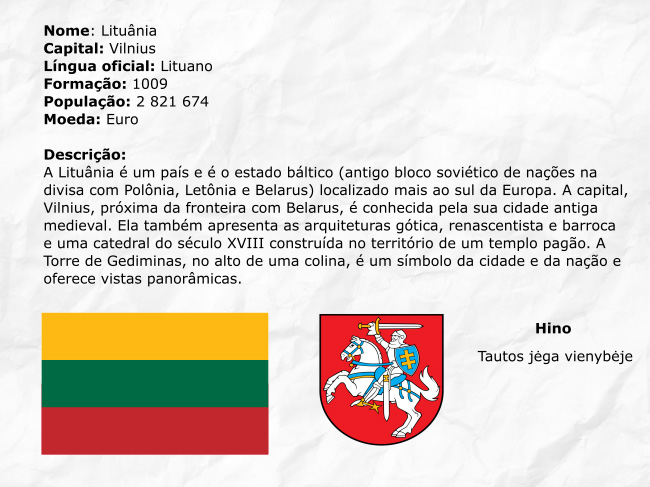 Nome: Lituânia
Capital: Vilnius
Língua oficial: Lituano
Formação: 1009
População: 2 821 674
Moeda: Euro
Descrição:
A Lituânia é um país e é o estado báltico (antigo bloco soviético de nações na
divisa com Polônia, Letônia e Belarus) localizado mais ao sul da Europa. A capital,
Vilnius, próxima da fronteira com Belarus, é conhecida pela sua cidade antiga
medieval. Ela também apresenta as arquiteturas gótica, renascentista e barroca
e uma catedral do século XVIII construída no território de um templo pagão. A
Torre de Gediminas, no alto de uma colina, é um símbolo da cidade e da nação e
oferece vistas panorâmicas.
Hino
Tautos jėga vienybėje